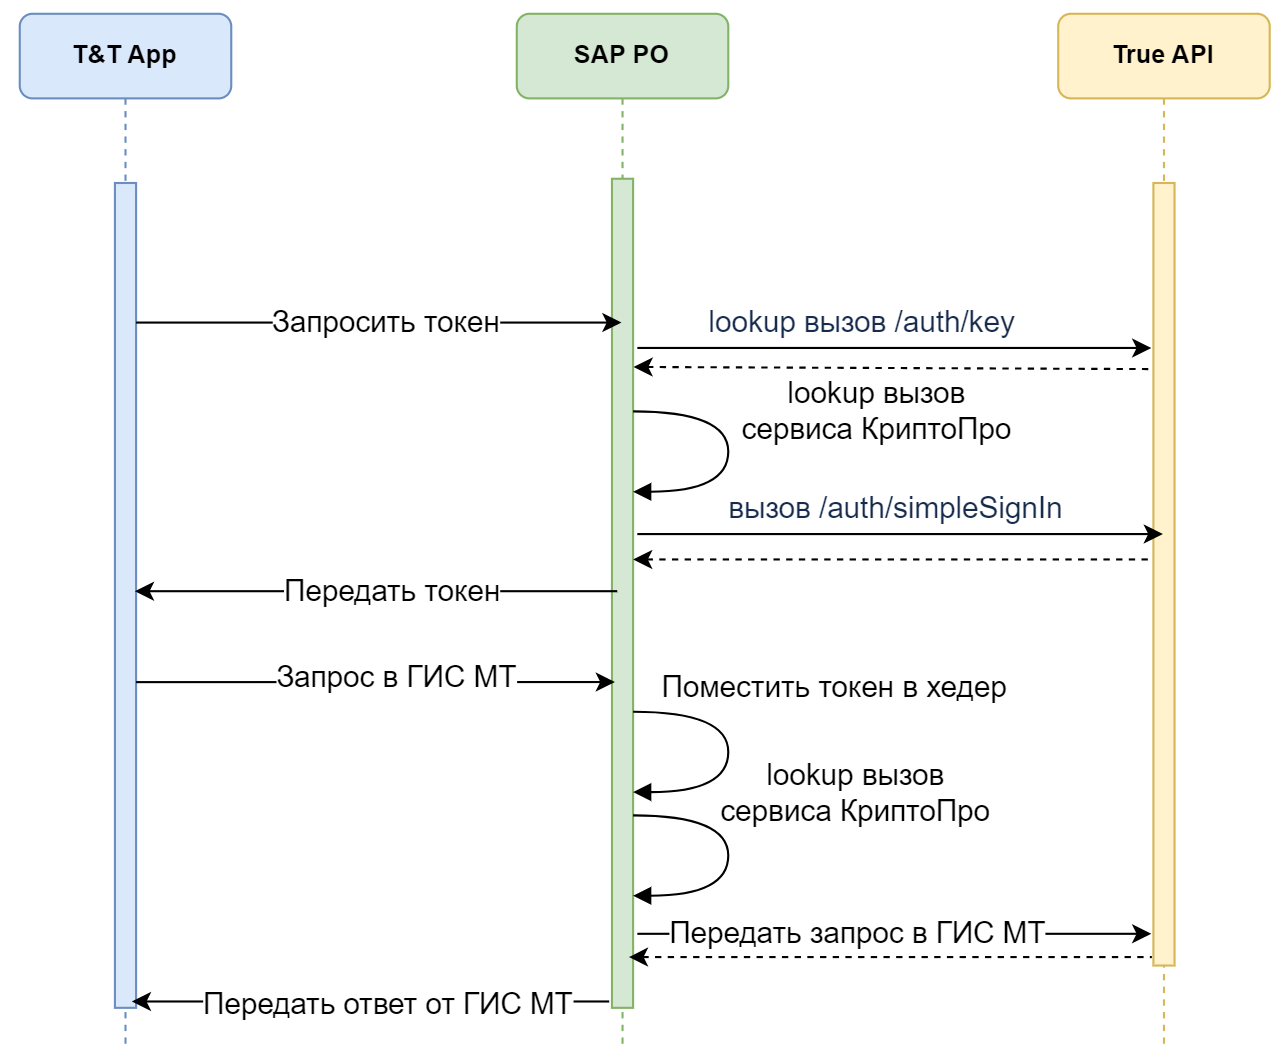 T&T App
SAP PO
True API
Запросить токен
lookup вызов /auth/key
lookup вызов
сервиса КриптоПро
вызов /auth/simpleSignIn
Передать токен
Запрос в ГИС МТ
Поместить токен в хедер
lookup вызов
сервиса КриптоПро
Передать запрос в ГИС МТ
Передать ответ от ГИС МТ